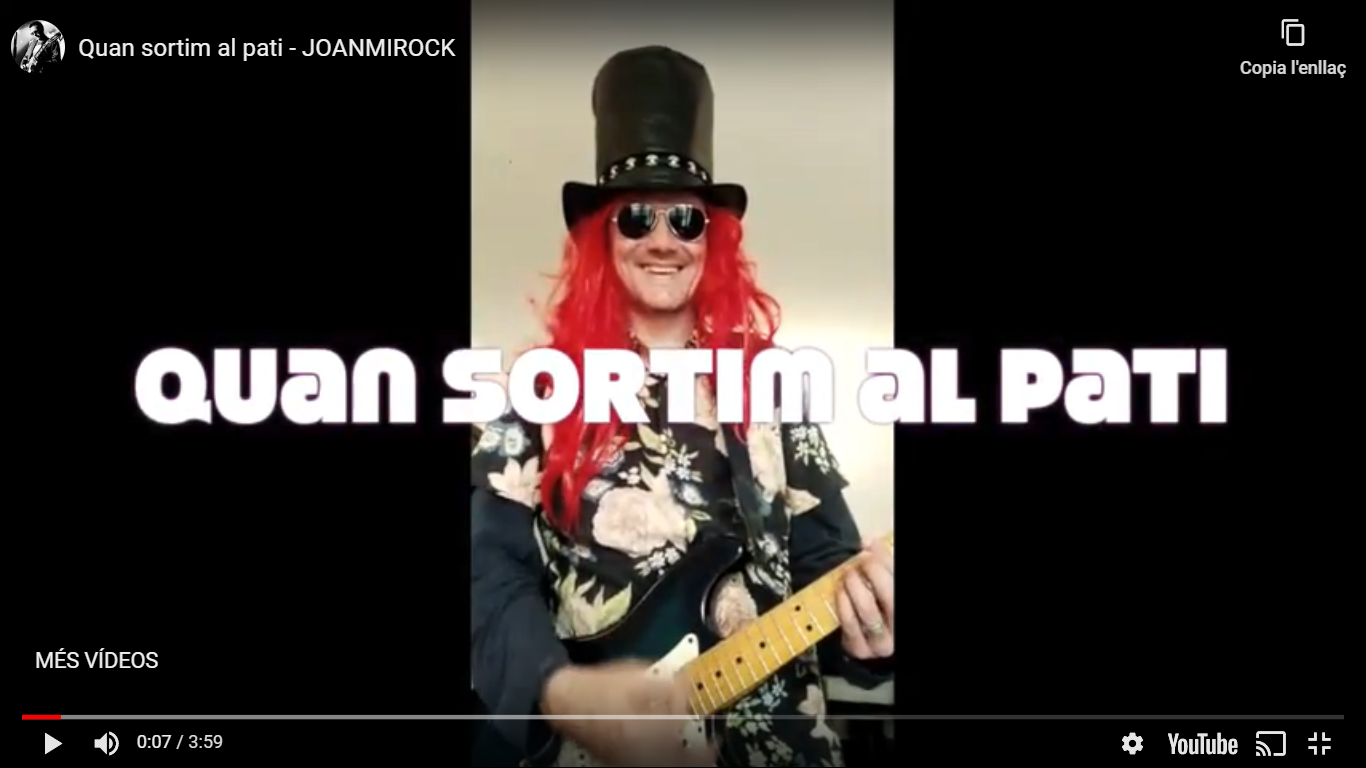 Quan sortim al pati - JOANMIROCK
Copia l'enllaç
QUaN SORTIM aL PaTI
MÉS VÍDEOS
0:07 / 3:59
YouTube